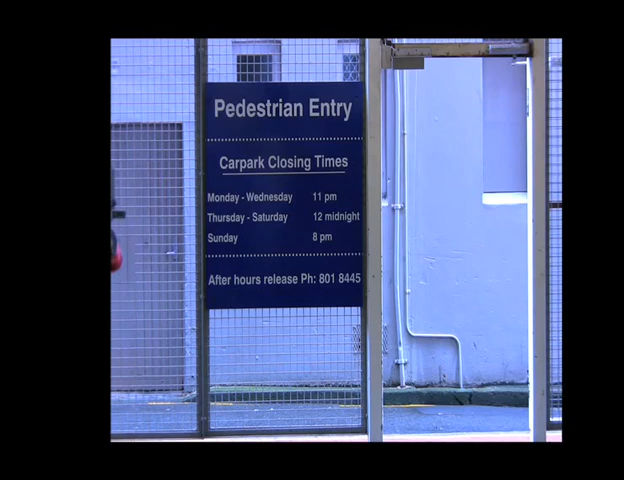 Pedestrian Entry
Carpark Closing Times
Monday - Wednesday 11 pm
Thursday - Saturday 12 midnight
Sunday 8 pm
After hours release Ph: 801 8445